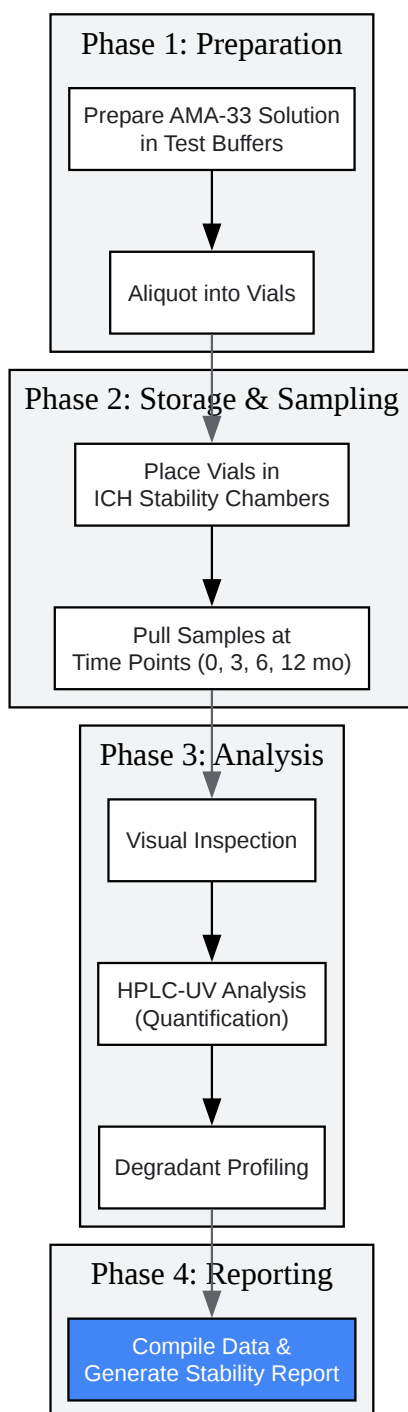 Phase 1: Preparation
Prepare AMA-33 Solution
in Test Buffers
Aliquot into Vials
Phase 2: Storage & Sampling
Place Vials in
ICH Stability Chambers
Pull Samples at
Time Points (0, 3, 6, 12 mo)
Phase 3: Analysis
Visual Inspection
HPLC-UV Analysis
(Quantification)
Degradant Profiling
Phase 4: Reporting
Compile Data &
Generate Stability Report